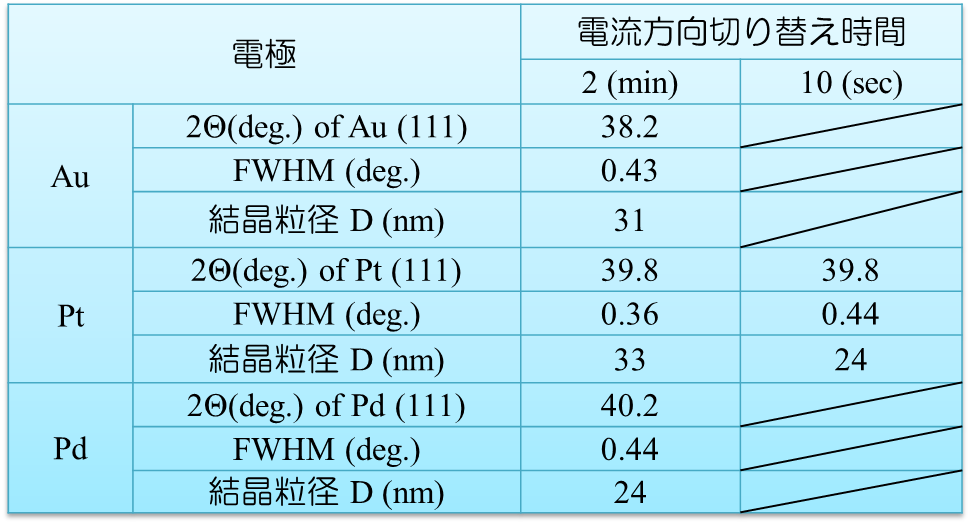 電極
電流方向切り替え時間
2 (min)
10 (sec)
Au
2Θ(deg.) of Au (111)
38.2
FWHM (deg.)
0.43
結晶粒径 D (nm)
31
Pt
2Θ(deg.) of Pt (111)
39.8
39.8
FWHM (deg.)
0.36
0.44
結晶粒径 D (nm)
33
24
Pd
2Θ(deg.) of Pd (111)
40.2
FWHM (deg.)
0.44
結晶粒径 D (nm)
24